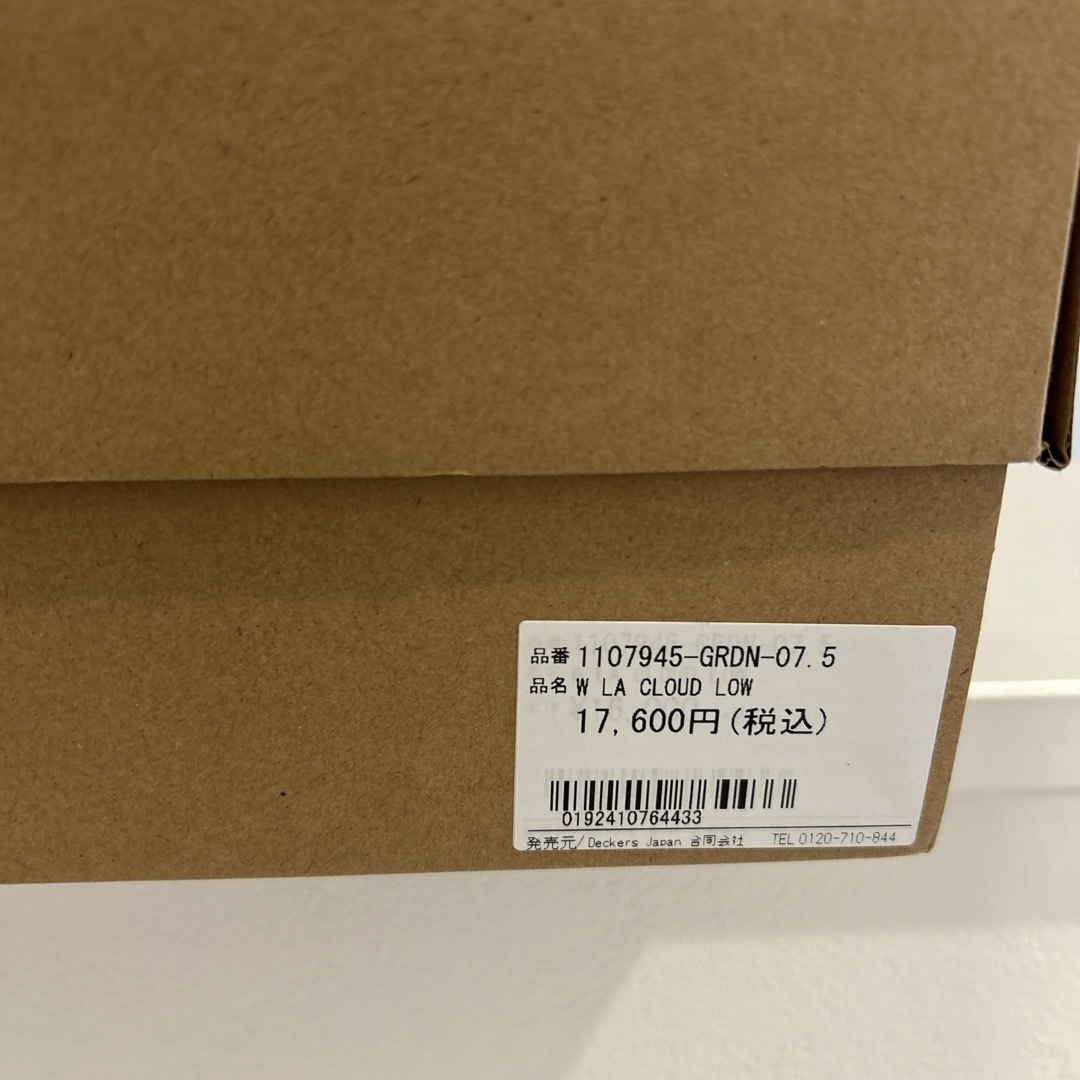 品番 1107945-GRDN-07.5
品名 W LA CLOUD LOW
17,600円(税込)
0192410764433
発売元/Deckers Japan 合同会社 TEL 0120-710-844